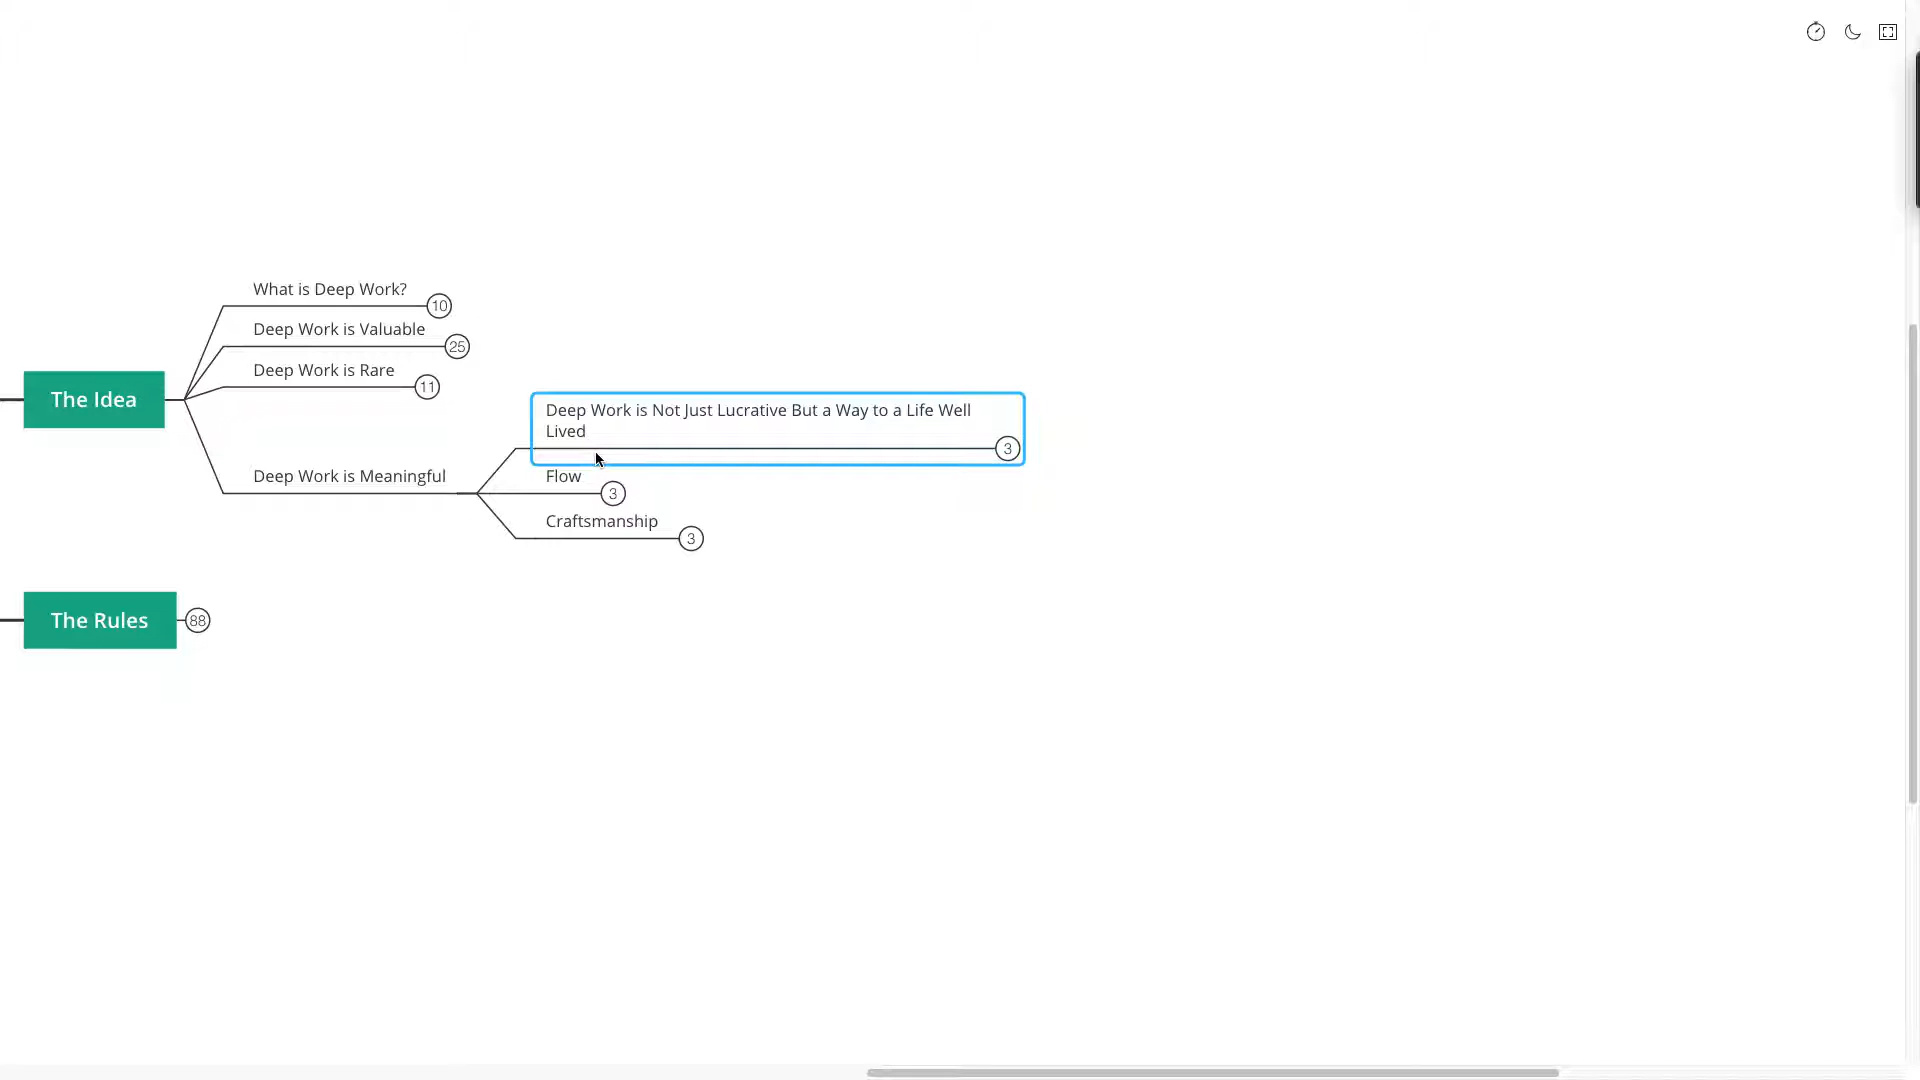 What is Deep Work?
10
Deep Work is Valuable
25
Deep Work is Rare
11
The Idea
Deep Work is Not Just Lucrative But a Way to a Life Well
Lived
3
Deep Work is Meaningful
Flow
3
Craftsmanship
3
The Rules
88